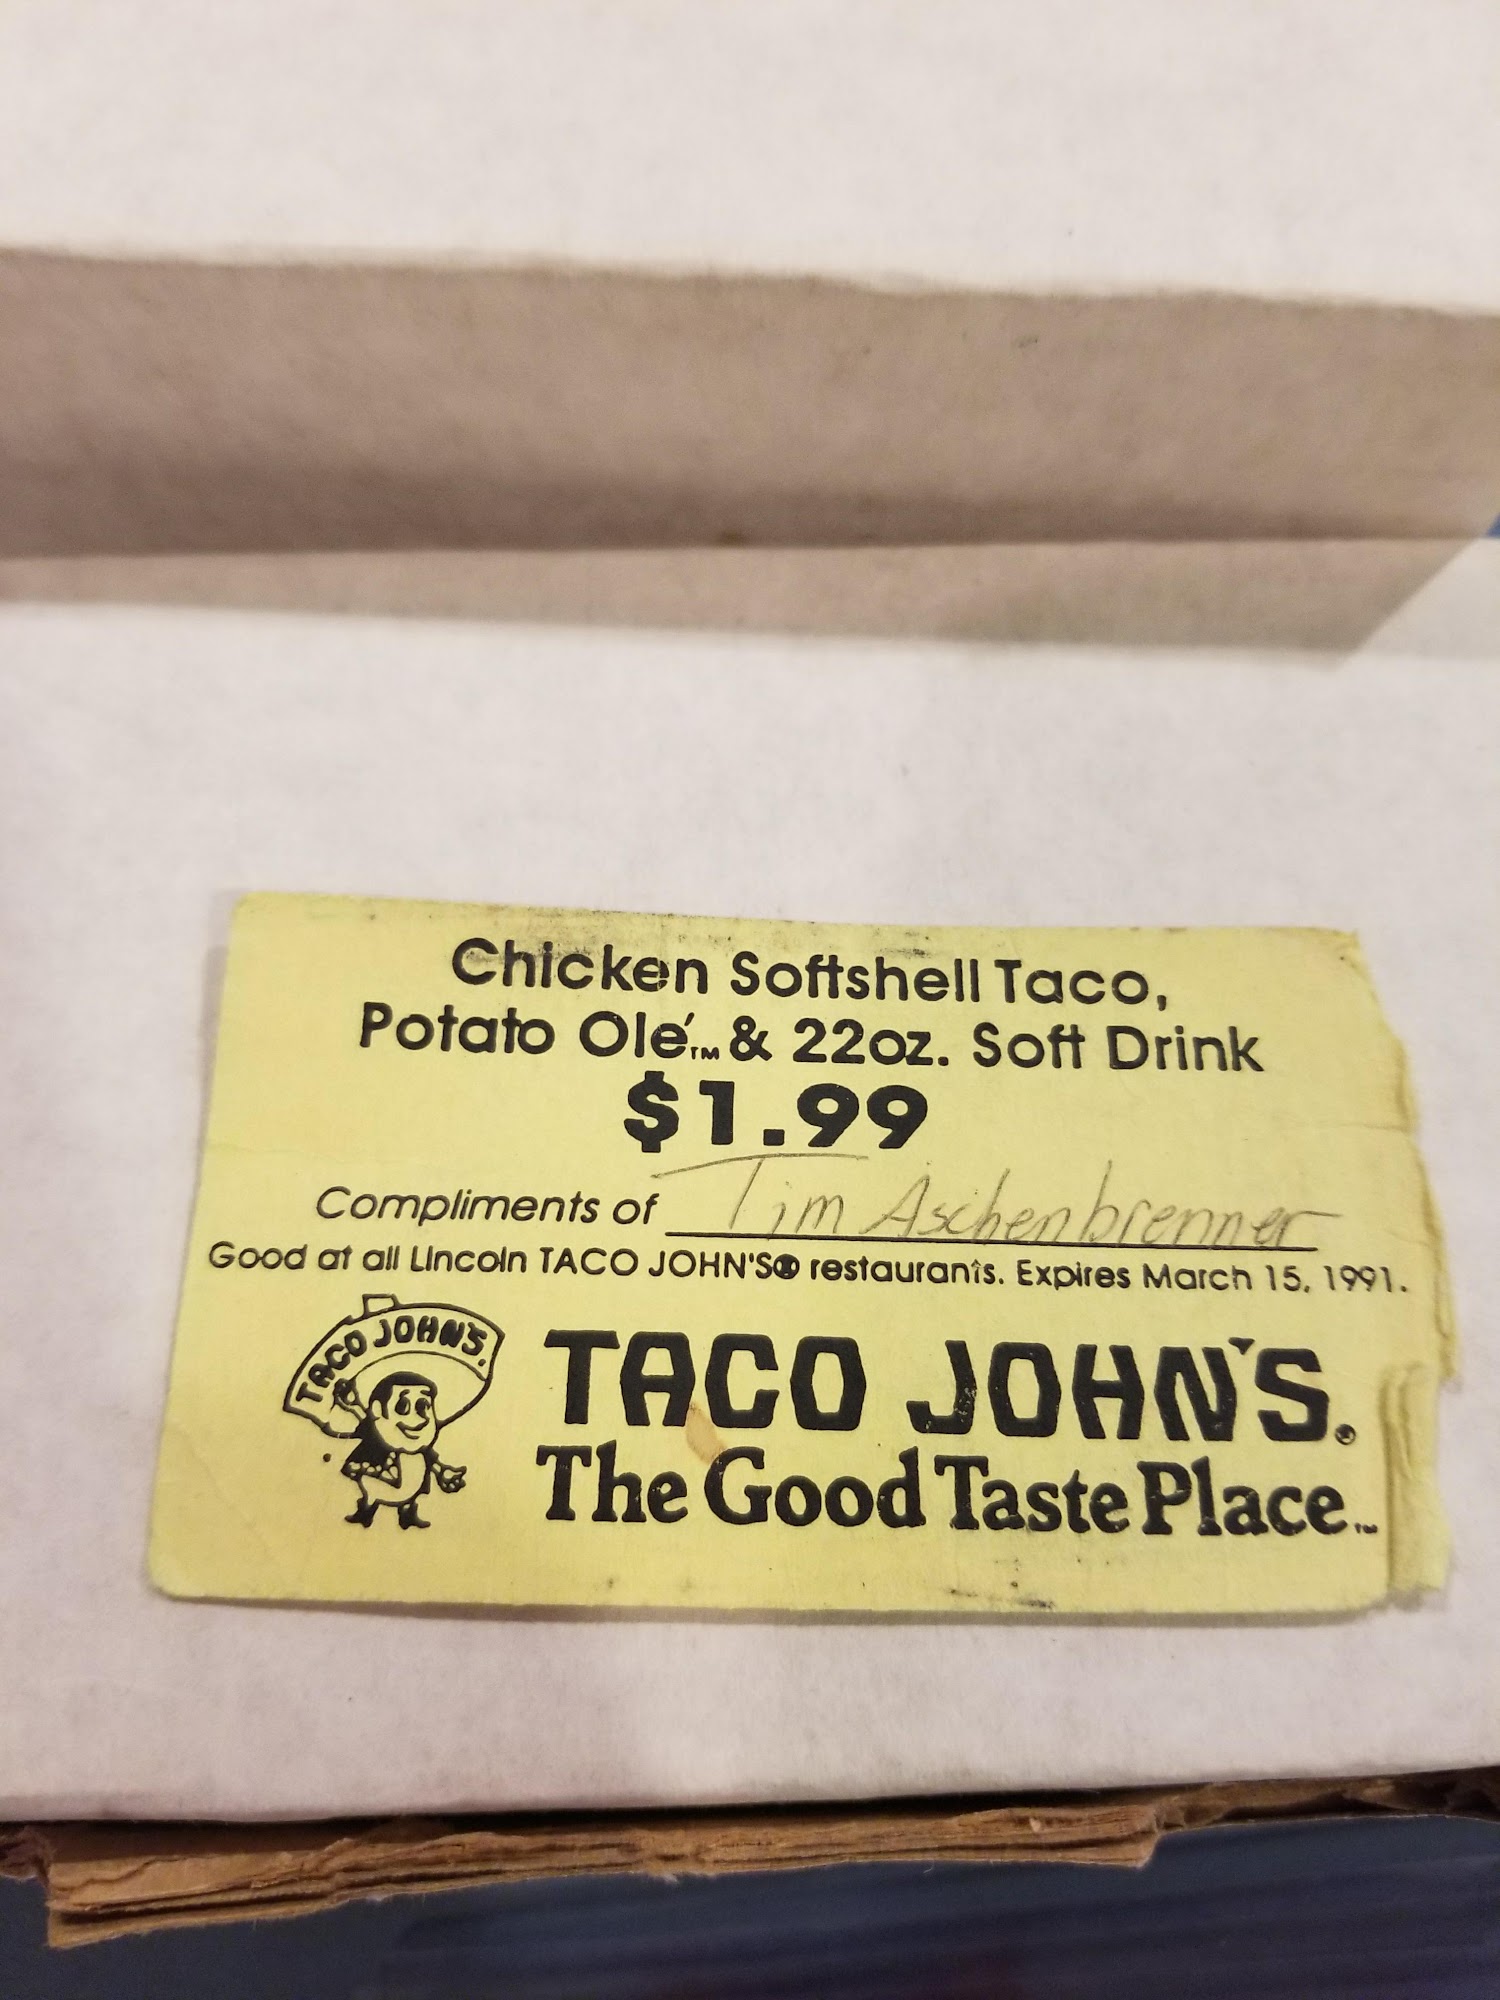 Chicken Softshell Taco,
Potato Olé™ & 22oz. Soft Drink
$1.99
Compliments of Tim Aschenbrenner
Good at all Lincoln TACO JOHN'S® restaurants. Expires March 15, 1991.
TACO JOHN'S.
TACO JOHN'S®
The Good Taste Place™